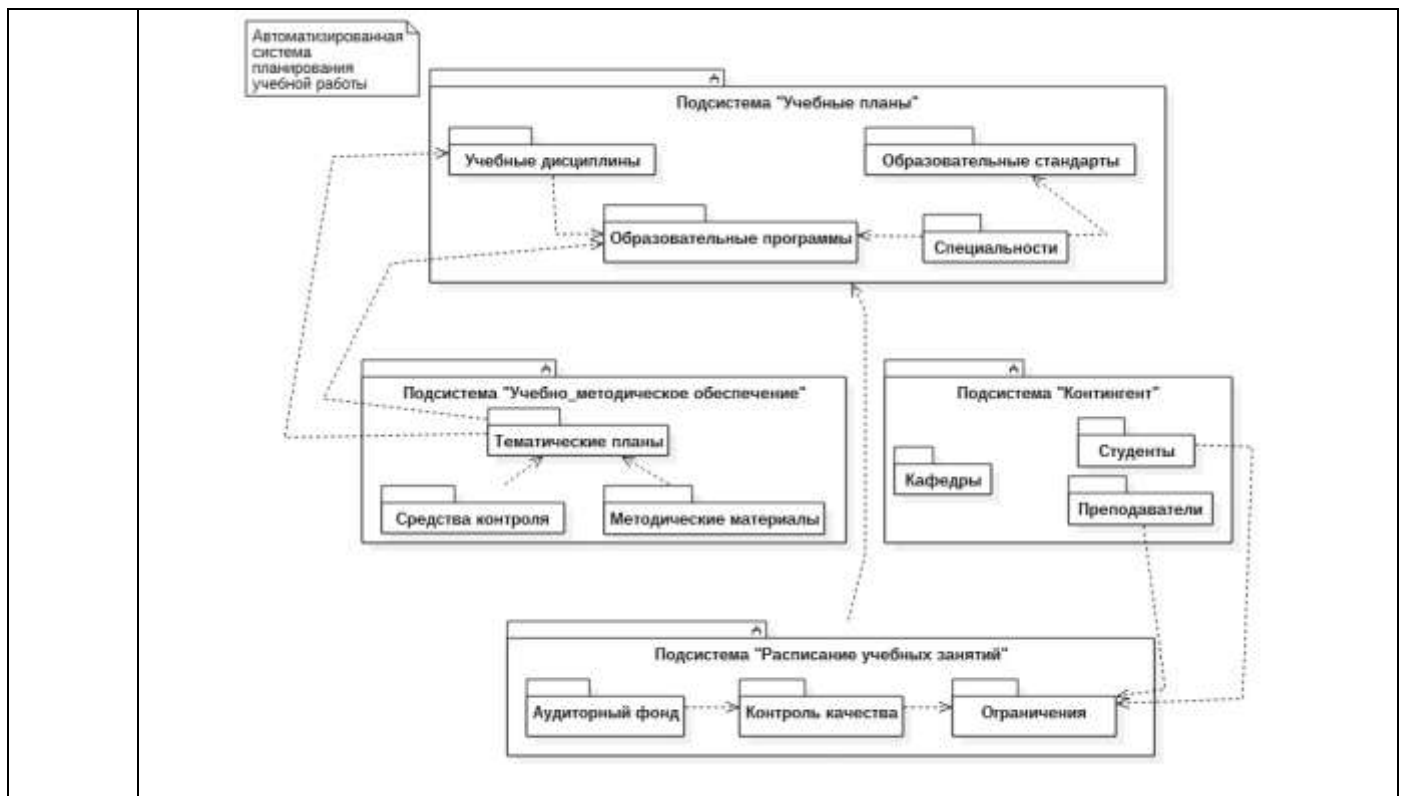 Автоматизированная
система
планирования
учебной работы
Подсистема "Учебные планы"
Учебные дисциплины
Образовательные стандарты
Образовательные программы
Специальности
Подсистема "Учебно_методическое обеспечение"
Тематические планы
Средства контроля
Методические материалы
Подсистема "Контингент"
Студенты
Кафедры
Преподаватели
Подсистема "Расписание учебных занятий"
Аудиторный фонд
Контроль качества
Ограничения